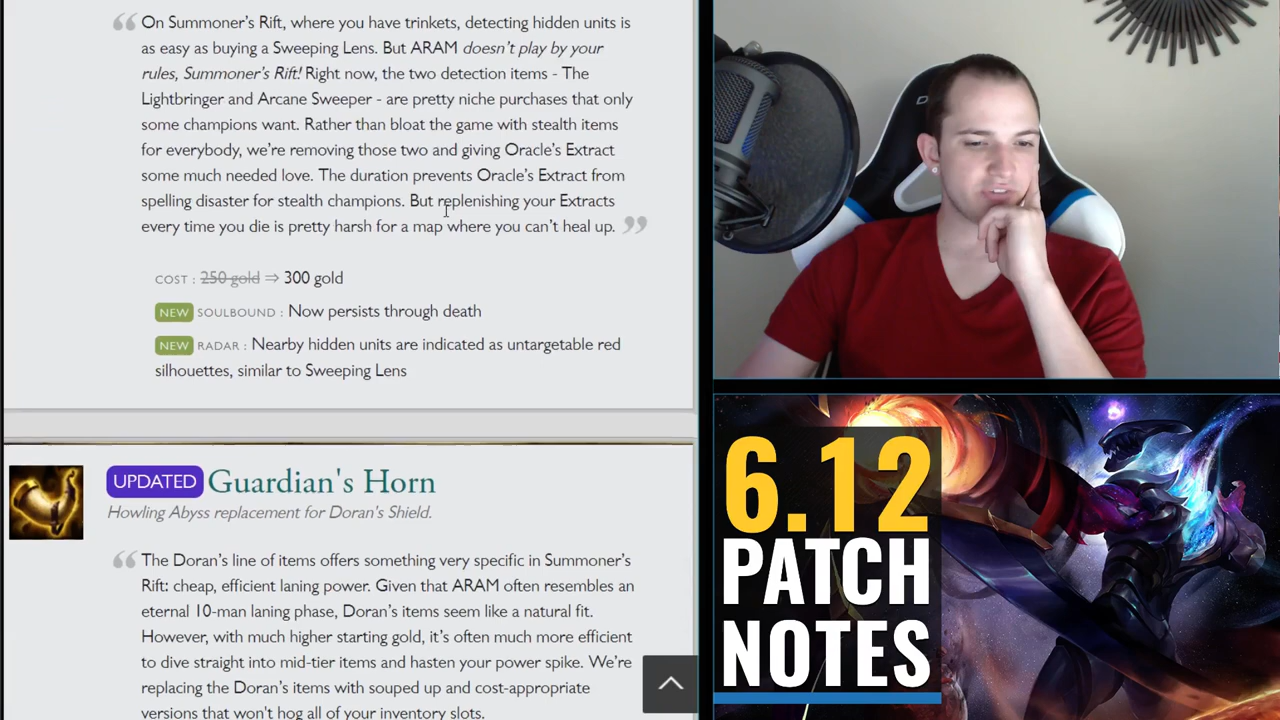 On Summoner's Rift, where you have trinkets, detecting hidden units is
as easy as buying a Sweeping Lens. But ARAM doesn't play by your
rules, Summoner's Rift! Right now, the two detection items - The
Lightbringer and Arcane Sweeper - are pretty niche purchases that only
some champions want. Rather than bloat the game with stealth items
for everybody, we're removing those two and giving Oracle's Extract
some much needed love. The duration prevents Oracle's Extract from
spelling disaster for stealth champions. But replenishing your Extracts
every time you die is pretty harsh for a map where you can't heal up.
COST : 250 gold ⇒ 300 gold
NEW SOULBOUND : Now persists through death
NEW RADAR : Nearby hidden units are indicated as untargetable red
silhouettes, similar to Sweeping Lens
UPDATED Guardian's Horn
Howling Abyss replacement for Doran's Shield.
The Doran's line of items offers something very specific in Summoner's
Rift: cheap, efficient laning power. Given that ARAM often resembles an
eternal 10-man laning phase, Doran's items seem like a natural fit.
However, with much higher starting gold, it's often much more efficient
to dive straight into mid-tier items and hasten your power spike. We're
replacing the Doran's items with souped up and cost-appropriate
versions that won't hog all of your inventory slots.
6.12
PATCH
NOTES